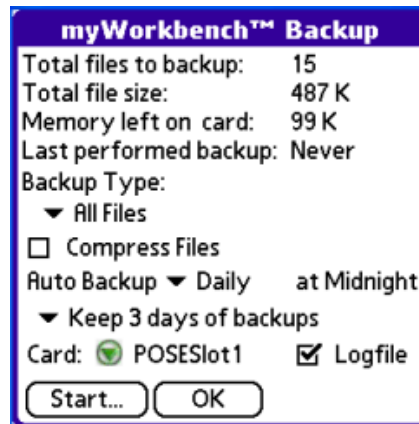 myWorkbench™ Backup
Total files to backup: 15
Total file size: 487 K
Memory left on card: 99 K
Last performed backup: Never
Backup Type:
All Files
Compress Files
Auto Backup Daily at Midnight
Keep 3 days of backups
Card: POSESlot1 Logfile
Start... OK